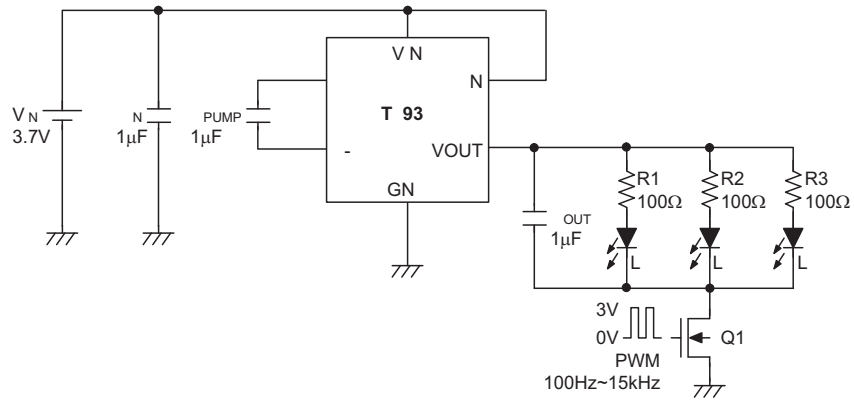 V N
N
T 93
-
VOUT
GN
V N
3.7V
N
1µF
PUMP
1µF
OUT
1µF
R1
100Ω
R2
100Ω
R3
100Ω
L
L
L
3V
0V
PWM
100Hz~15kHz
Q1